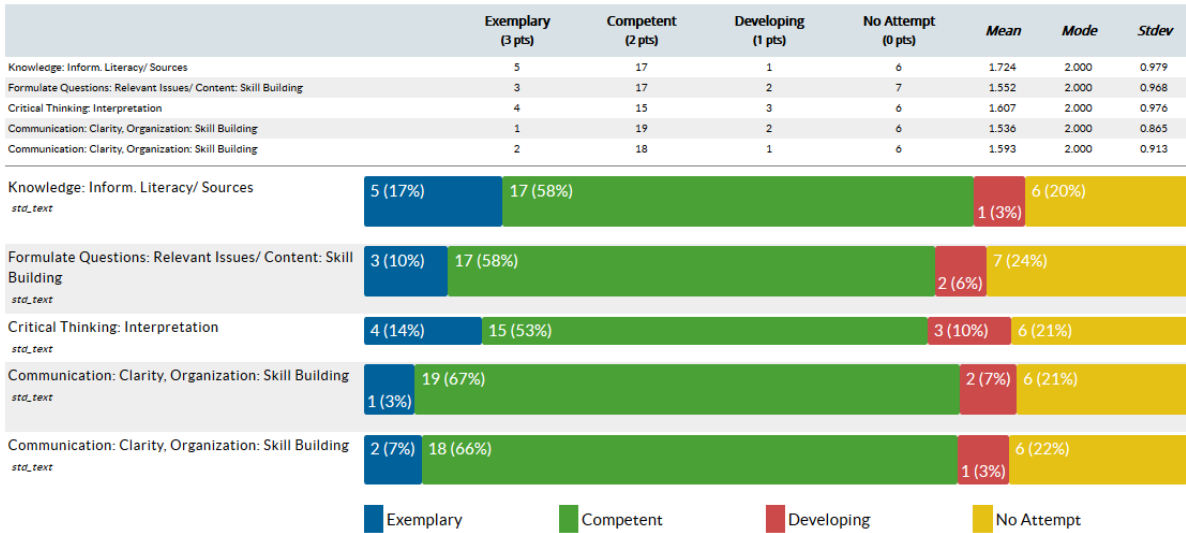 Exemplary Competent Developing No Attempt
(3 pts) (2 pts) (1 pts) (0 pts) Mean Mode Stdev
Knowledge: Inform. Literacy/ Sources 5 17 1 6 1.724 2.000 0.979
Formulate Questions: Relevant Issues/ Content: Skill Building 3 17 2 7 1.552 2.000 0.968
Critical Thinking: Interpretation 4 15 3 6 1.607 2.000 0.976
Communication: Clarity, Organization: Skill Building 1 19 2 6 1.536 2.000 0.865
Communication: Clarity, Organization: Skill Building 2 18 1 6 1.593 2.000 0.913
Knowledge: Inform. Literacy/ Sources 5 (17%) 17 (58%) 1 (3%) 6 (20%)
std_text
Formulate Questions: Relevant Issues/ Content: Skill 3 (10%) 17 (58%) 2 (6%) 7 (24%)
Building
std_text
Critical Thinking: Interpretation 4 (14%) 15 (53%) 3 (10%) 6 (21%)
std_text
Communication: Clarity, Organization: Skill Building 1 (3%) 19 (67%) 2 (7%) 6 (21%)
std_text
Communication: Clarity, Organization: Skill Building 2 (7%) 18 (66%) 1 (3%) 6 (22%)
std_text
Exemplary Competent Developing No Attempt